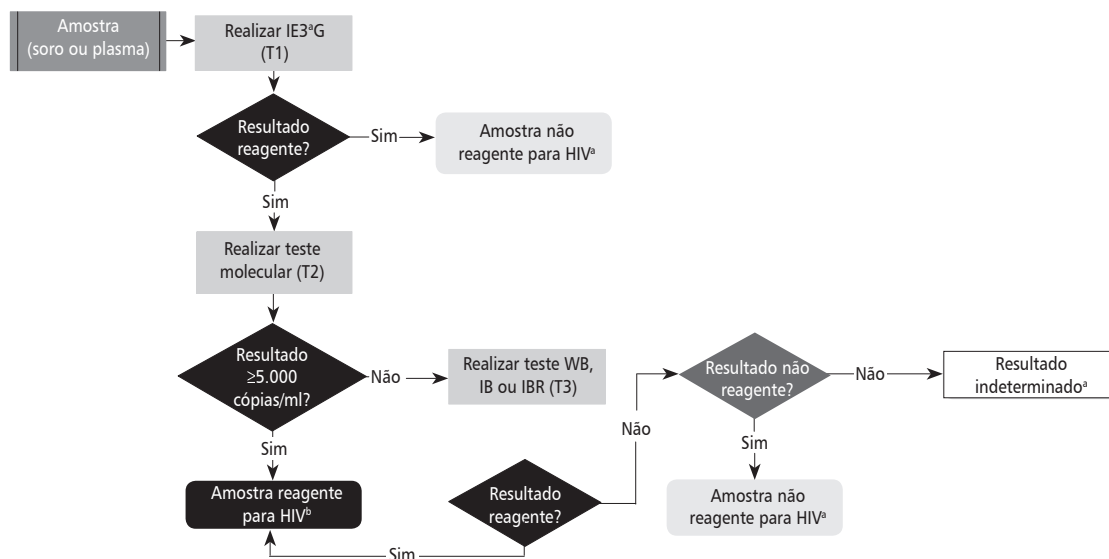 Amostra
(soro ou plasma)
Realizar IE3ªG
(T1)
Resultado
reagente?
Sim
Amostra não
reagente para HIVª
Sim
Realizar teste
molecular (T2)
Resultado
≥5.000
cópias/ml?
Não
Realizar teste WB,
IB ou IBR (T3)
Resultado não
reagente?
Não
Resultado
indeterminadoª
Não
Sim
Sim
Amostra reagente
para HIVᵇ
Resultado
reagente?
Amostra não
reagente para HIVª
Sim